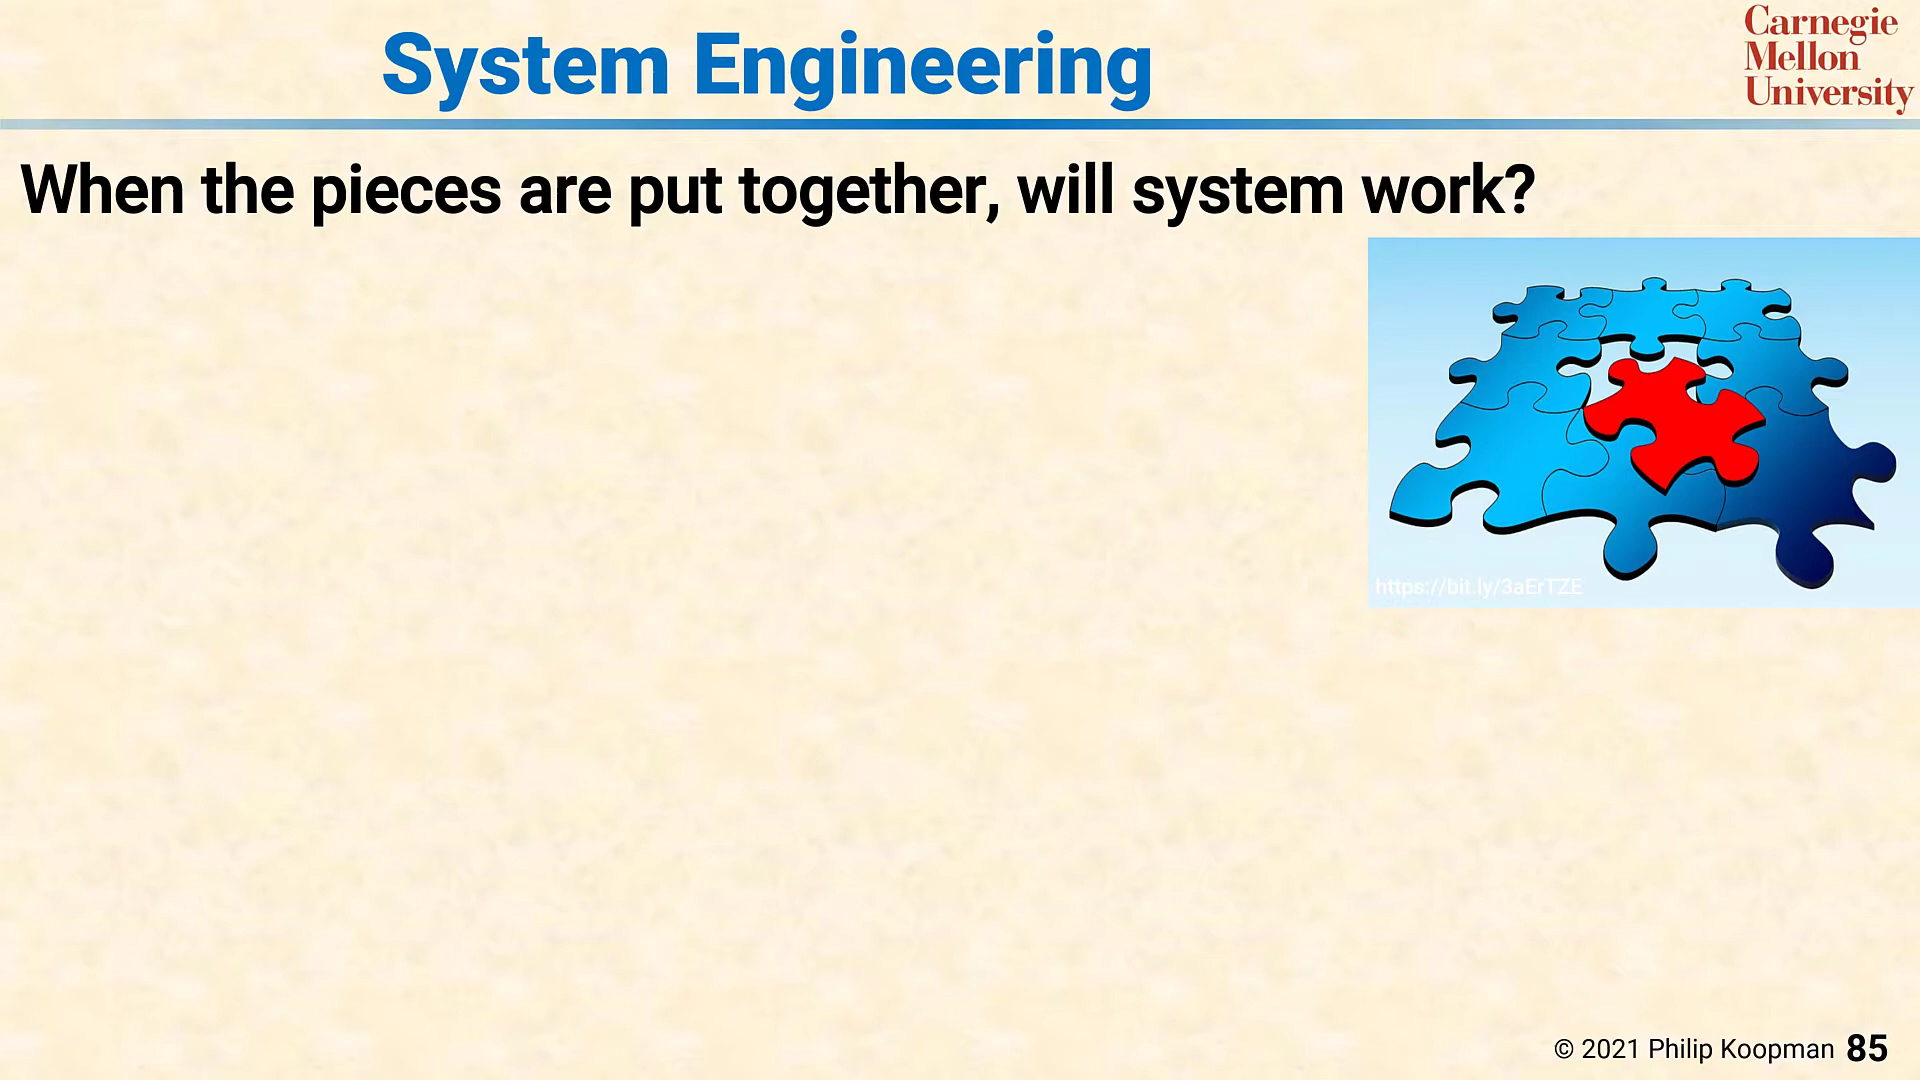 System Engineering
Carnegie
Mellon
University
When the pieces are put together, will system work?
https://bit.ly/3aErTZE
© 2021 Philip Koopman 85